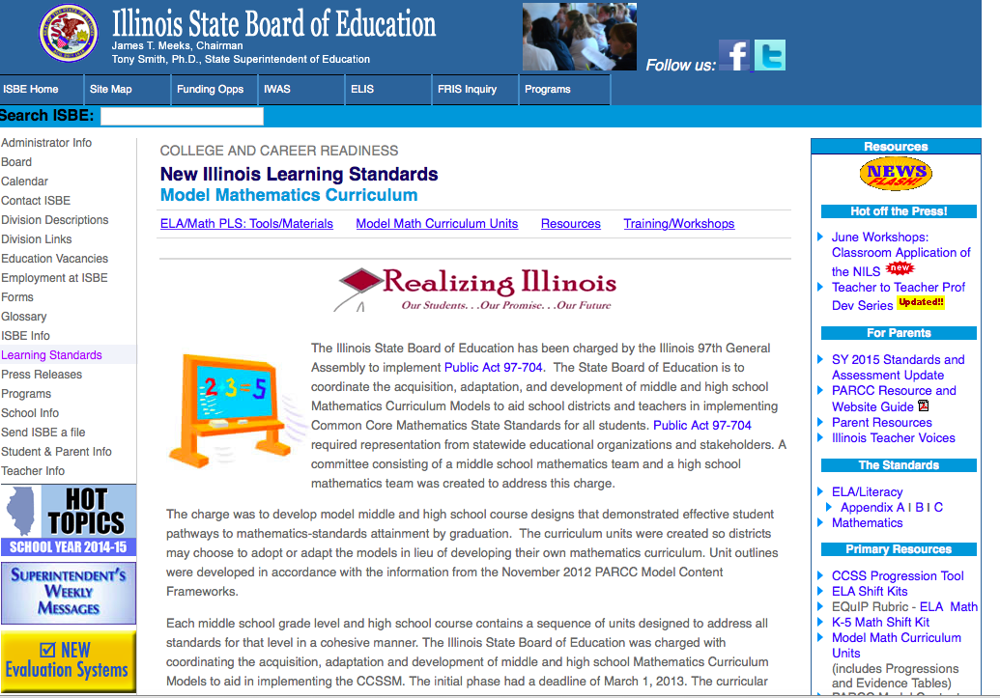 Illinois State Board of Education
James T. Meeks, Chairman
Tony Smith, Ph.D., State Superintendent of Education
Follow us:
ISBE Home
Site Map
Funding Opps
IWAS
ELIS
FRIS Inquiry
Programs
Search ISBE:
Administrator Info
Board
Calendar
Contact ISBE
Division Descriptions
Division Links
Education Vacancies
Employment at ISBE
Forms
Glossary
ISBE Info
Learning Standards
Press Releases
Programs
School Info
Send ISBE a file
Student & Parent Info
Teacher Info
HOT
TOPICS
SCHOOL YEAR 2014-15
SUPERINTENDENT'S
WEEKLY
MESSAGES
NEW
Evaluation Systems
COLLEGE AND CAREER READINESS
New Illinois Learning Standards
Model Mathematics Curriculum
ELA/Math PLS: Tools/Materials
Model Math Curriculum Units
Resources
Training/Workshops
Realizing Illinois
Our Students. . .Our Promise. . .Our Future
2 3 = 5
The Illinois State Board of Education has been charged by the Illinois 97th General
Assembly to implement Public Act 97-704. The State Board of Education is to
coordinate the acquisition, adaptation, and development of middle and high school
Mathematics Curriculum Models to aid school districts and teachers in implementing
Common Core Mathematics State Standards for all students. Public Act 97-704
required representation from statewide educational organizations and stakeholders. A
committee consisting of a middle school mathematics team and a high school
mathematics team was created to address this charge.
The charge was to develop model middle and high school course designs that demonstrated effective student
pathways to mathematics-standards attainment by graduation. The curriculum units were created so districts
may choose to adopt or adapt the models in lieu of developing their own mathematics curriculum. Unit outlines
were developed in accordance with the information from the November 2012 PARCC Model Content
Frameworks.
Each middle school grade level and high school course contains a sequence of units designed to address all
standards for that level in a cohesive manner. The Illinois State Board of Education was charged with
coordinating the acquisition, adaptation and development of middle and high school Mathematics Curriculum
Models to aid in implementing the CCSSM. The initial phase had a deadline of March 1, 2013. The curricular
Resources
NEWS
FLASH!
Hot off the Press!
June Workshops:
Classroom Application of
the NILS new
Teacher to Teacher Prof
Dev Series Updated!!
For Parents
SY 2015 Standards and
Assessment Update
PARCC Resource and
Website Guide
Parent Resources
Illinois Teacher Voices
The Standards
ELA/Literacy
Appendix A I B I C
Mathematics
Primary Resources
CCSS Progression Tool
ELA Shift Kits
EQuIP Rubric - ELA Math
K-5 Math Shift Kit
Model Math Curriculum
Units
(includes Progressions
and Evidence Tables)